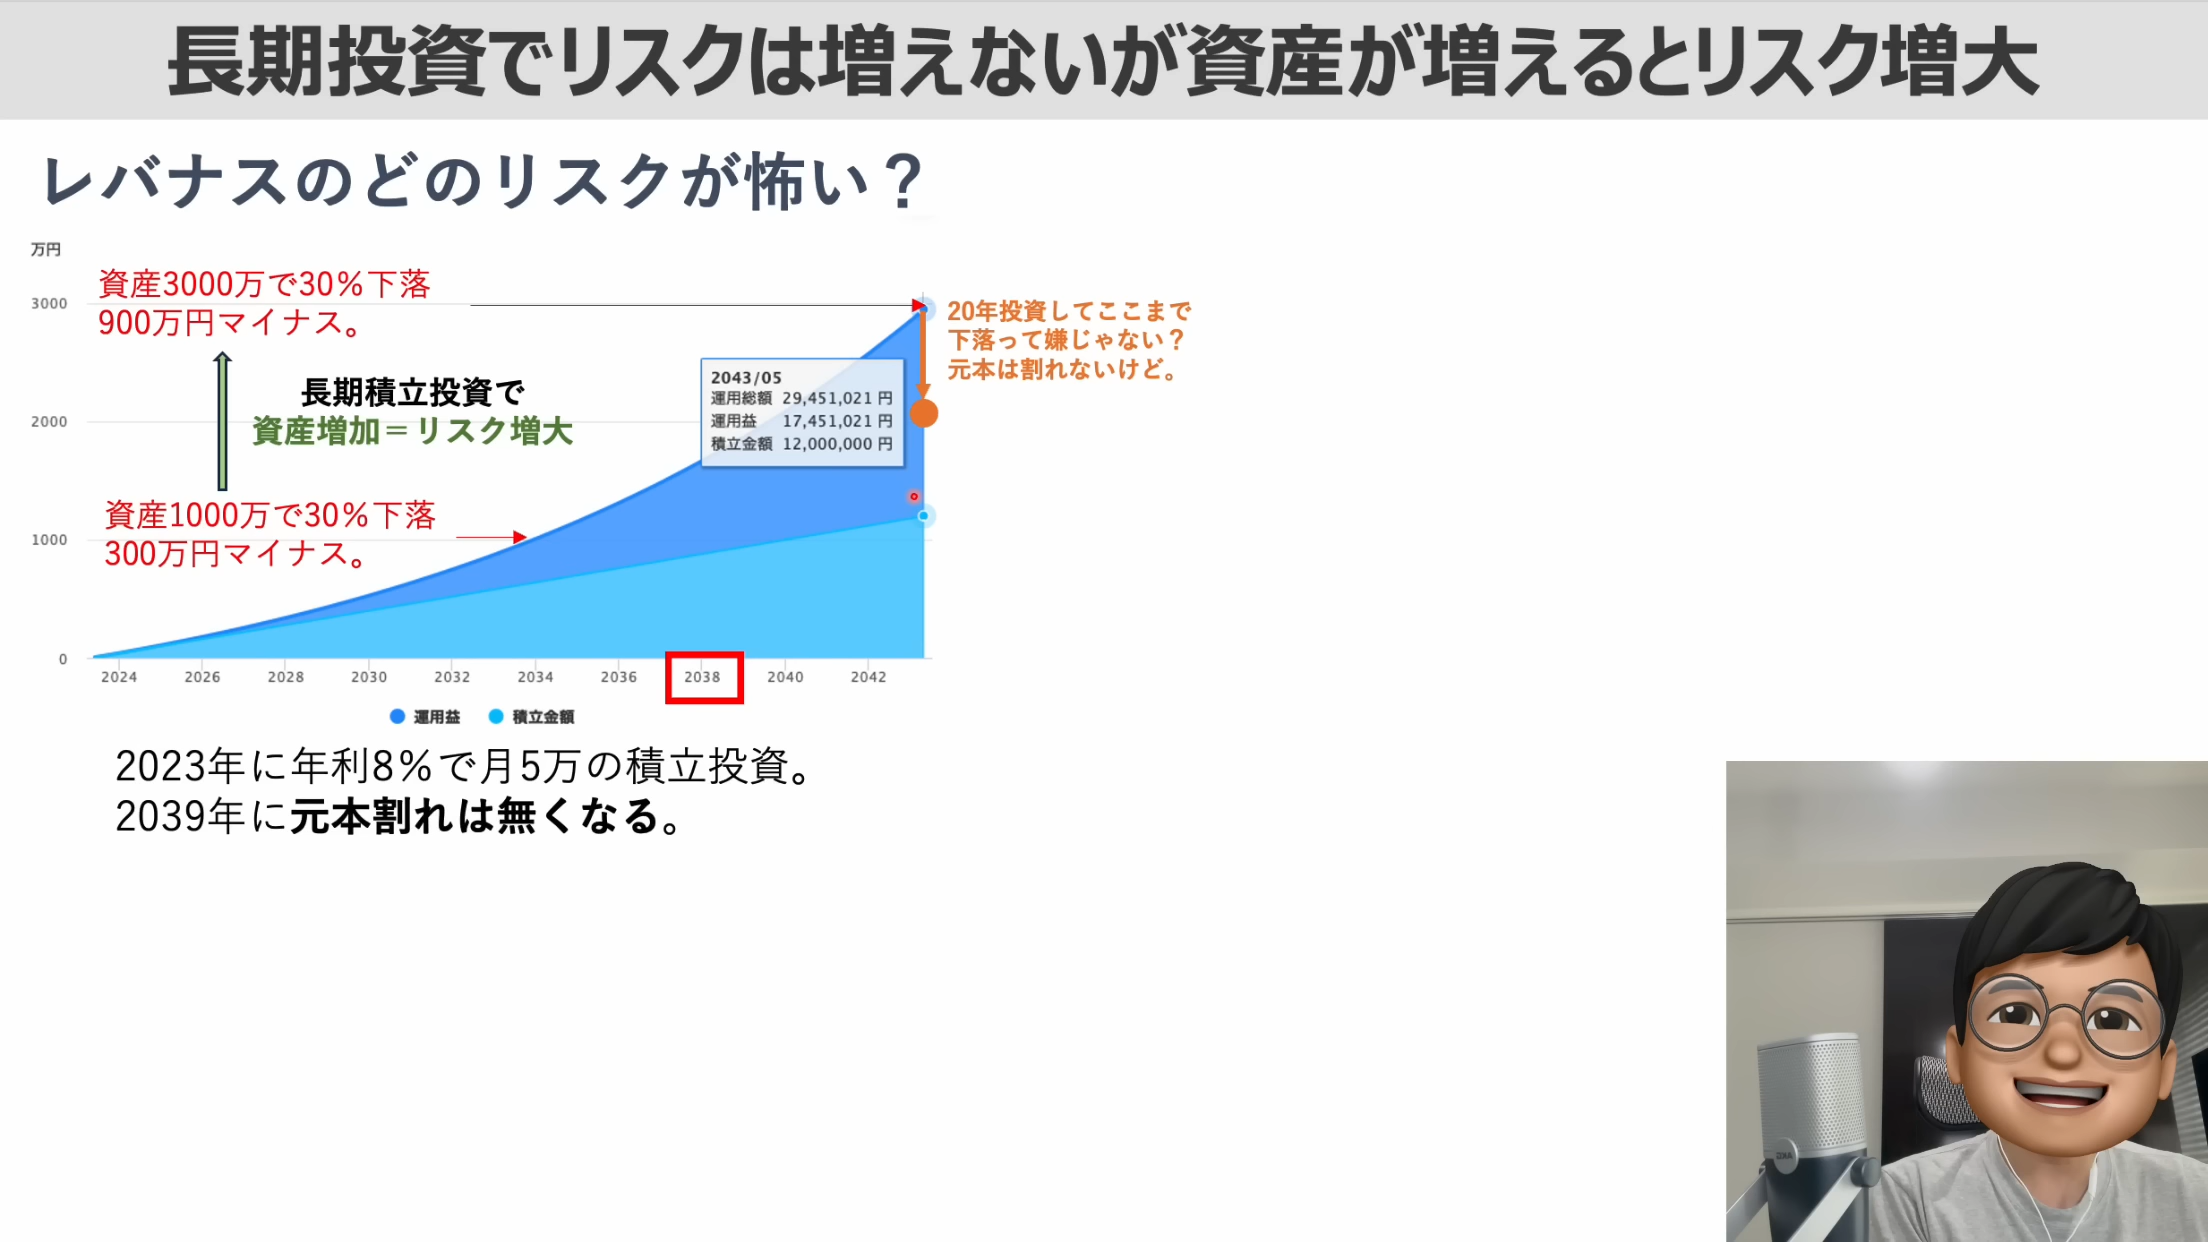 長期投資でリスクは増えないが資産が増えるとリスク増大
レバナスのどのリスクが怖い？
万円
資産3000万で30％下落
900万円マイナス。
長期積立投資で
資産増加＝リスク増大
資産1000万で30％下落
300万円マイナス。
3000
2000
1000
0
2043/05
運用総額 29,451,021 円
運用益 17,451,021 円
積立金額 12,000,000 円
20年投資してここまで
下落って嫌じゃない？
元本は割れないけど。
2024 2026 2028 2030 2032 2034 2036 2038 2040 2042
運用益 積立金額
2023年に年利8％で月5万の積立投資。
2039年に元本割れは無くなる。